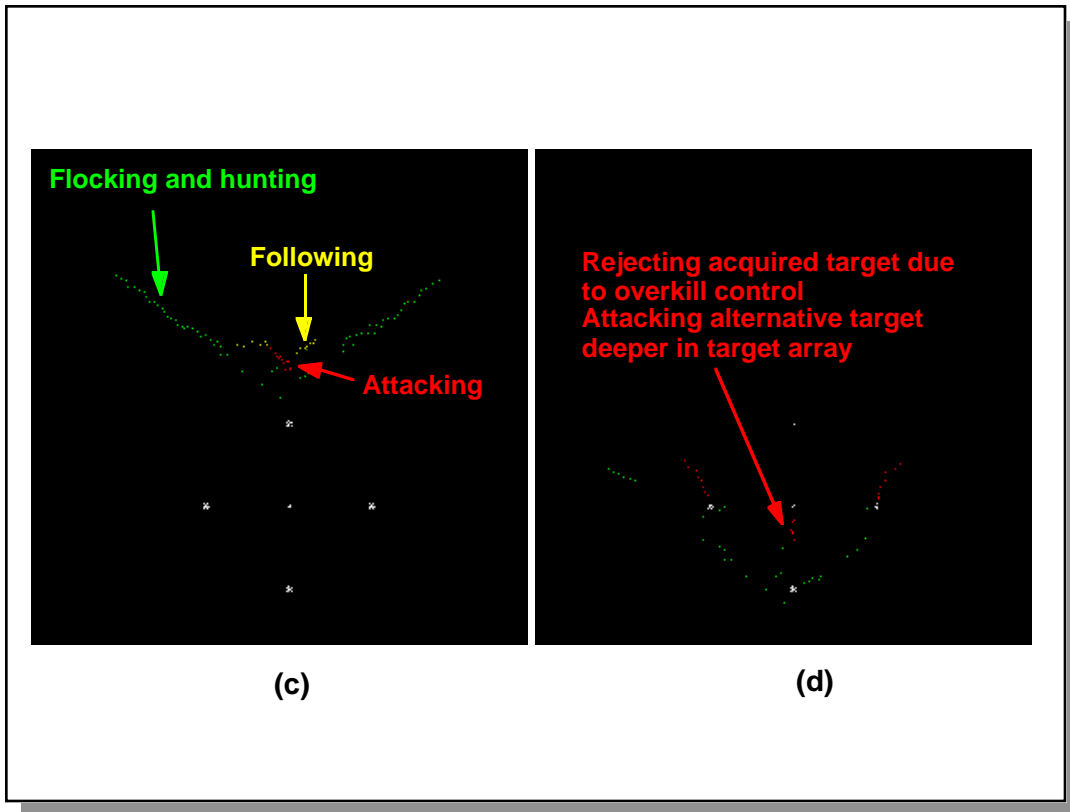 Flocking and hunting
Following
Attacking
(c)
Rejecting acquired target due
to overkill control
Attacking alternative target
deeper in target array
(d)